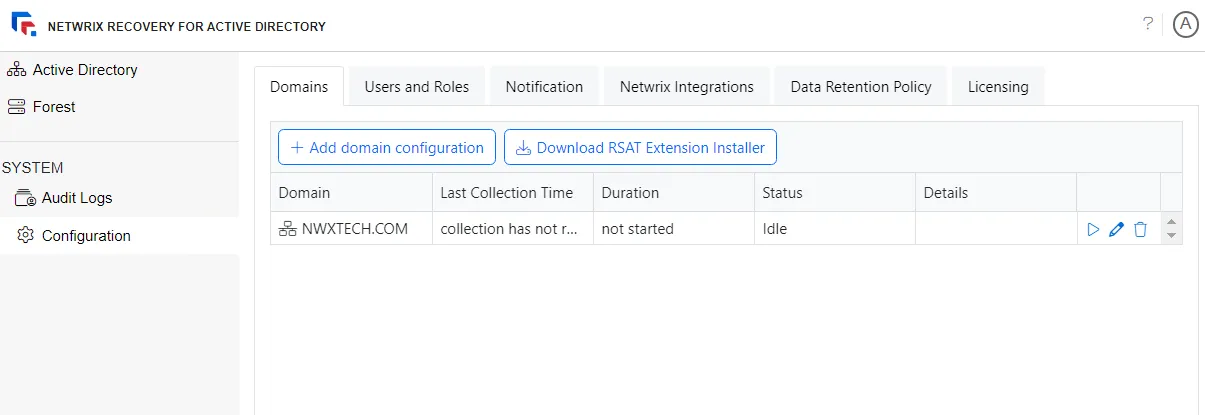 NETWRIX RECOVERY FOR ACTIVE DIRECTORY
? A
Active Directory
Forest
SYSTEM
Audit Logs
Configuration
Domains Users and Roles Notification Netwrix Integrations Data Retention Policy Licensing
+ Add domain configuration Download RSAT Extension Installer
Domain Last Collection Time Duration Status Details
NWXTECH.COM collection has not r... not started Idle